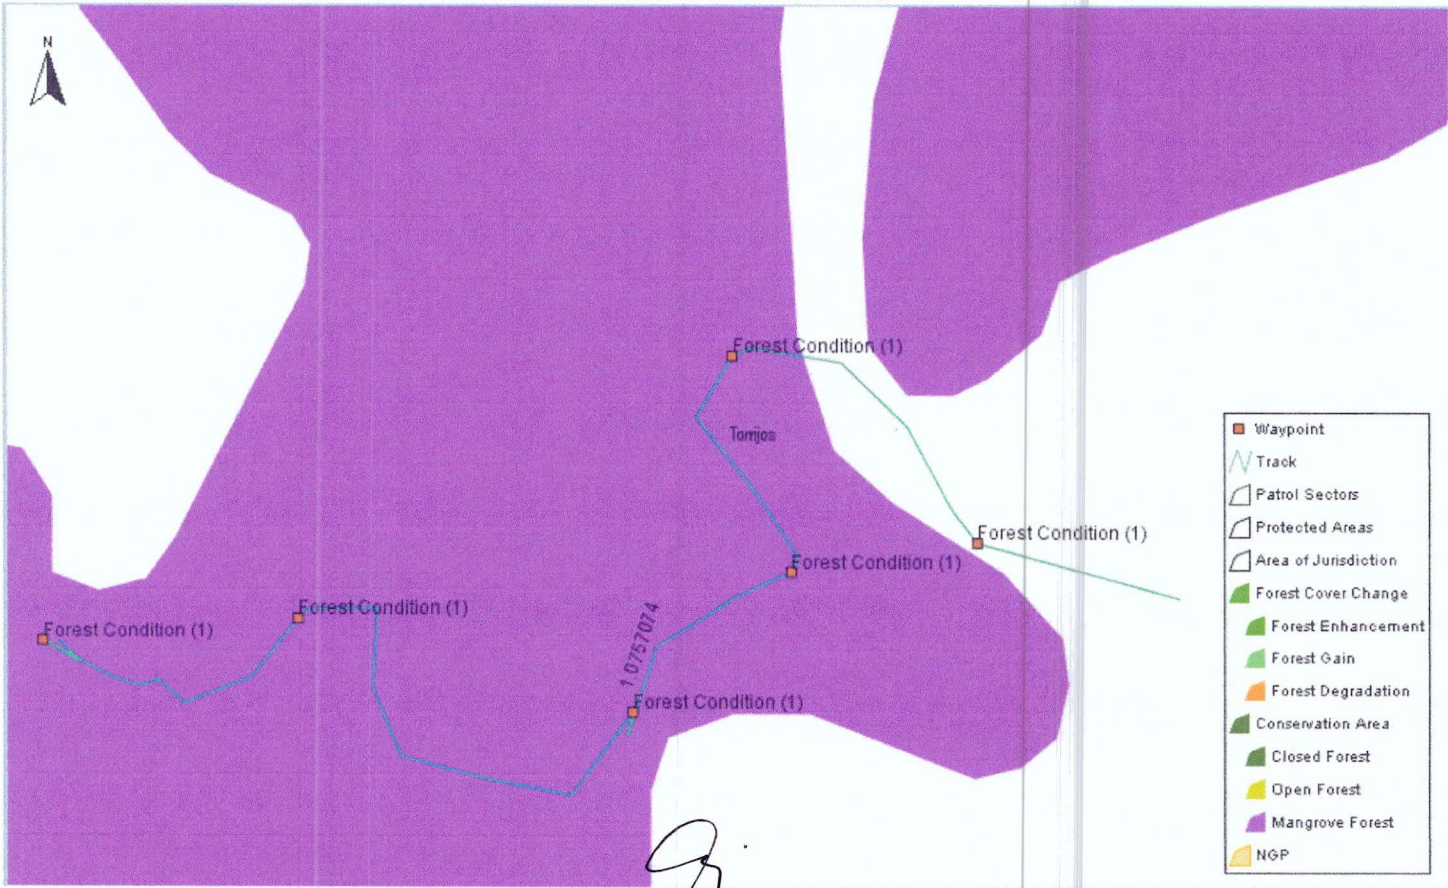 N
Forest Condition (1)
Torrijos
Forest Condition (1)
Forest Condition (1)
Forest Condition (1)
Forest Condition (1)
1.0757074
Forest Condition (1)
Waypoint
Track
Patrol Sectors
Protected Areas
Area of Jurisdiction
Forest Cover Change
Forest Enhancement
Forest Gain
Forest Degradation
Conservation Area
Closed Forest
Open Forest
Mangrove Forest
NGP